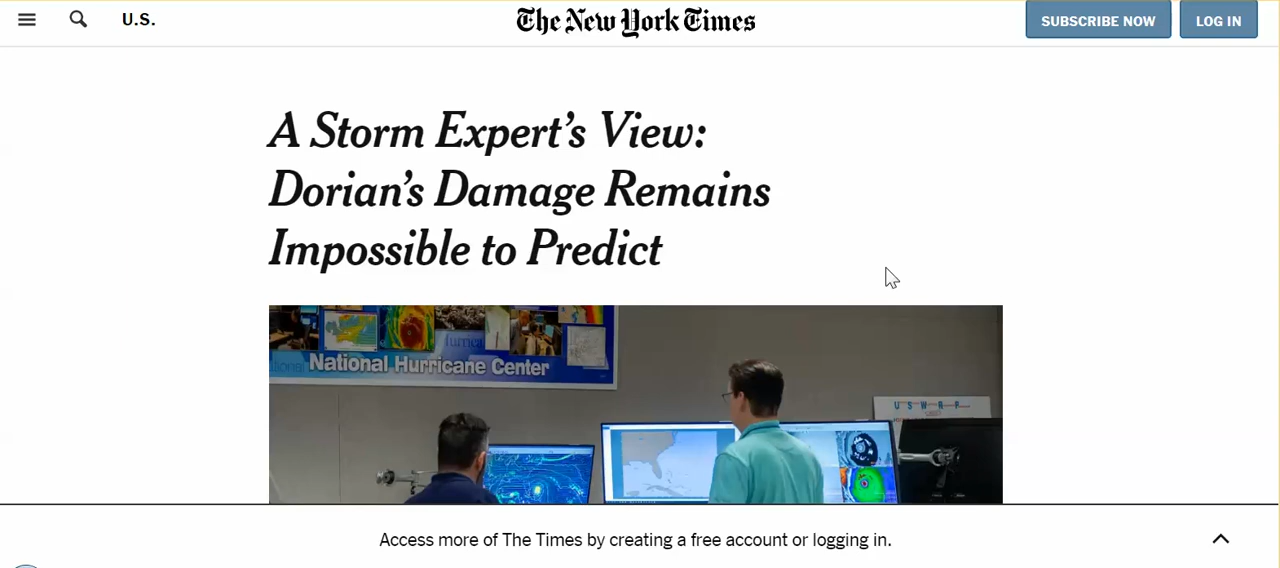 U.S.
The New York Times
SUBSCRIBE NOW
LOG IN
A Storm Expert's View:
Dorian's Damage Remains
Impossible to Predict
National Hurricane Center
U S W R P
Access more of The Times by creating a free account or logging in.